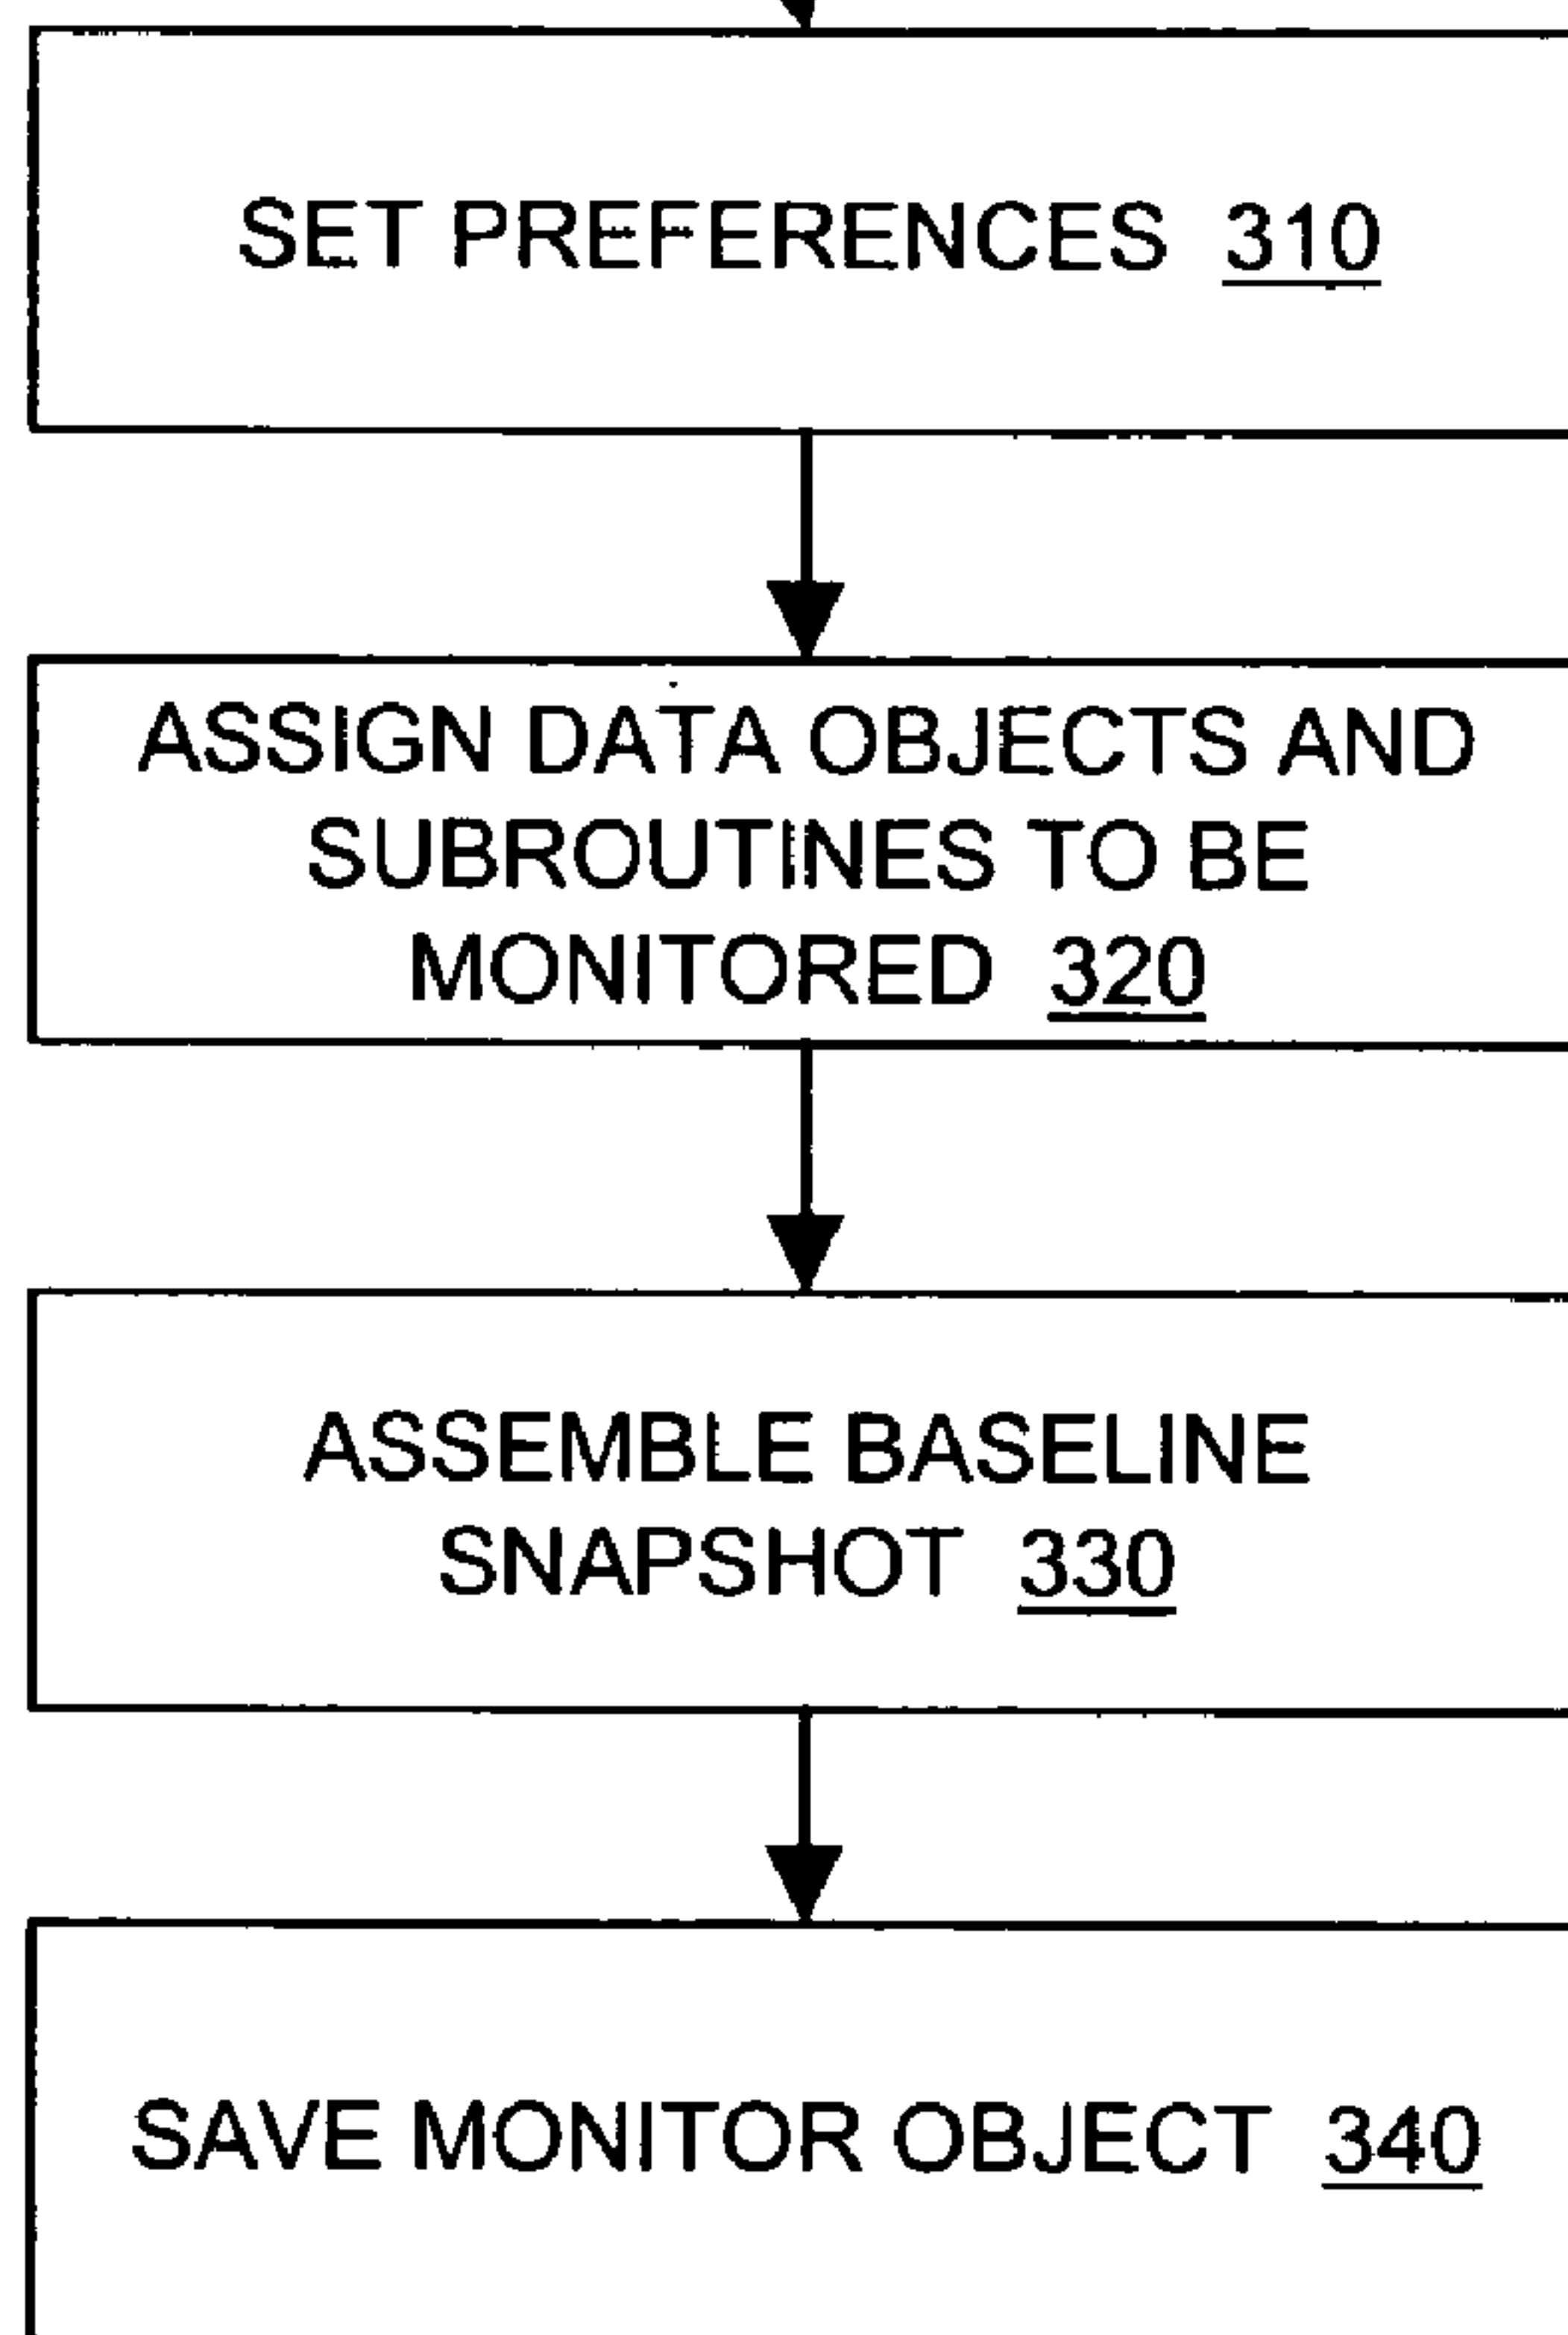 SET PREFERENCES 310
ASSIGN DATA OBJECTS AND
SUBROUTINES TO BE
MONITORED 320
ASSEMBLE BASELINE
SNAPSHOT 330
SAVE MONITOR OBJECT 340